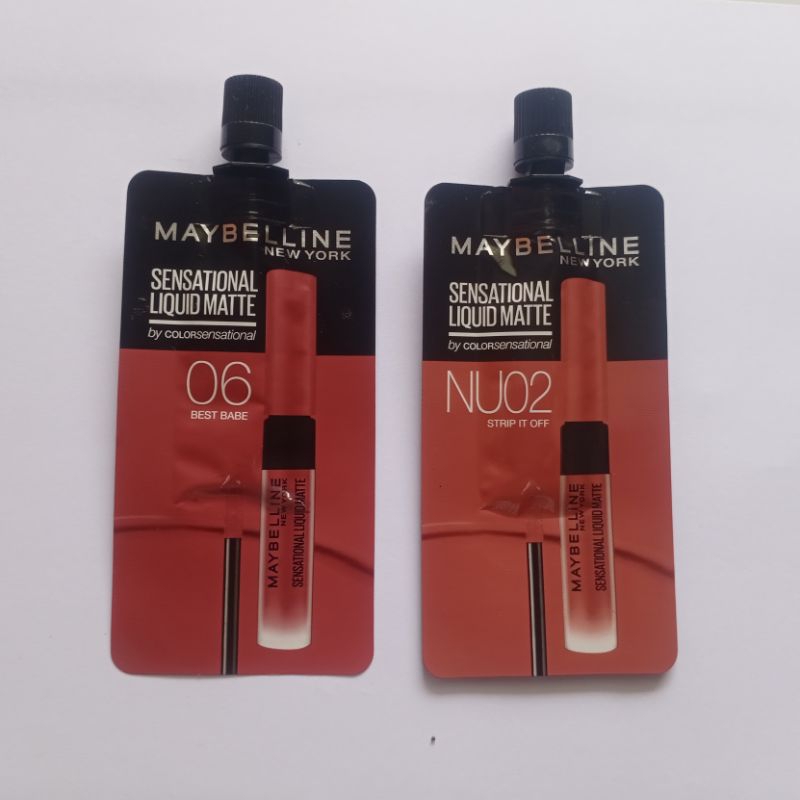 MAYBELLINE
NEW YORK
SENSATIONAL
LIQUID MATTE
by COLORsensational
06
BEST BABE
MAYBELLINE
NEW YORK
SENSATIONAL LIQUID MATTE
MAYBELLINE
NEW YORK
SENSATIONAL
LIQUID MATTE
by COLORsensational
NU02
STRIP IT OFF
MAYBELLINE
NEW YORK
SENSATIONAL LIQUID MATTE